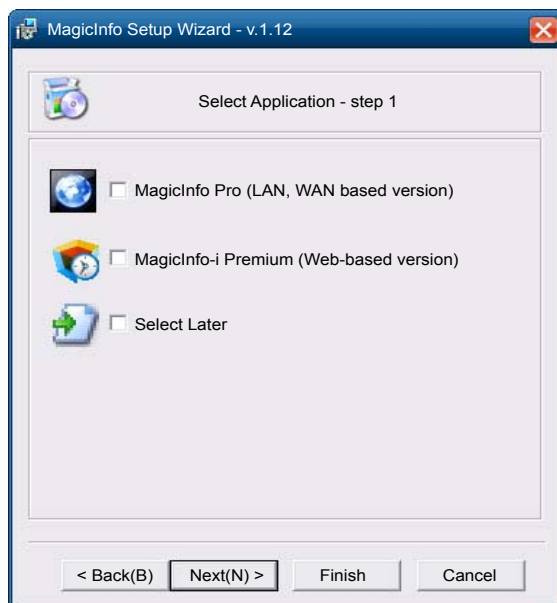 MagicInfo Setup Wizard - v.1.12
Select Application - step 1
MagicInfo Pro (LAN, WAN based version)
MagicInfo-i Premium (Web-based version)
Select Later
< Back(B) Next(N) > Finish Cancel